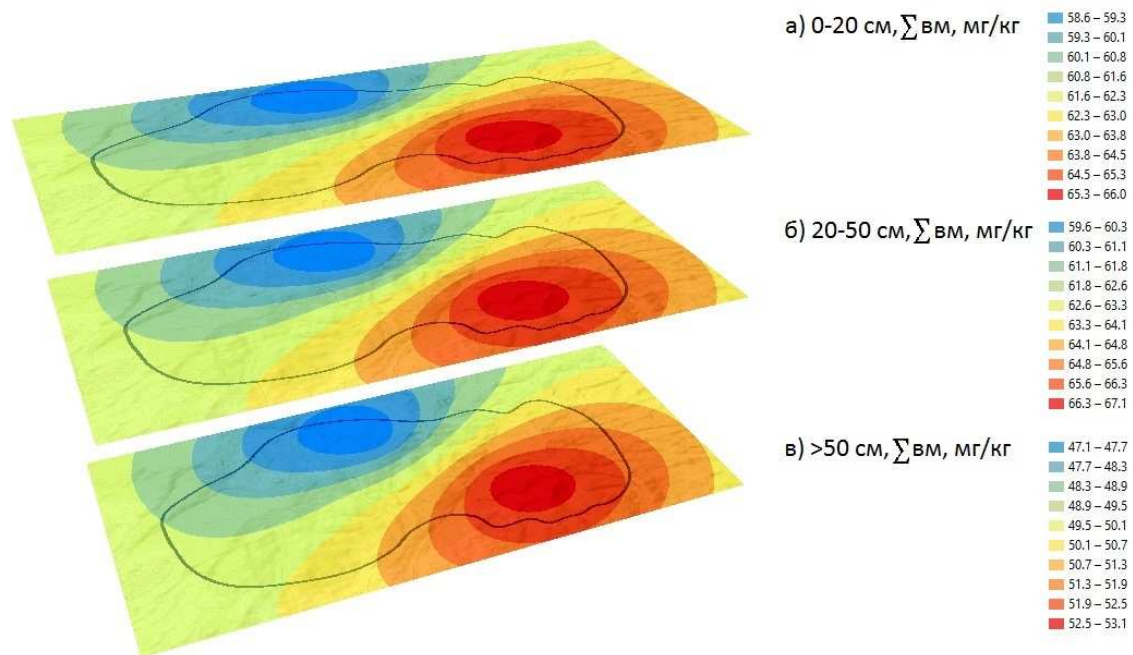 а) 0-20 см, ∑вм, мг/кг
58.6 – 59.3
59.3 – 60.1
60.1 – 60.8
60.8 – 61.6
61.6 – 62.3
62.3 – 63.0
63.0 – 63.8
63.8 – 64.5
64.5 – 65.3
65.3 – 66.0
б) 20-50 см, ∑вм, мг/кг
59.6 – 60.3
60.3 – 61.1
61.1 – 61.8
61.8 – 62.6
62.6 – 63.3
63.3 – 64.1
64.1 – 64.8
64.8 – 65.6
65.6 – 66.3
66.3 – 67.1
в) >50 см, ∑вм, мг/кг
47.1 – 47.7
47.7 – 48.3
48.3 – 48.9
48.9 – 49.5
49.5 – 50.1
50.1 – 50.7
50.7 – 51.3
51.3 – 51.9
51.9 – 52.5
52.5 – 53.1